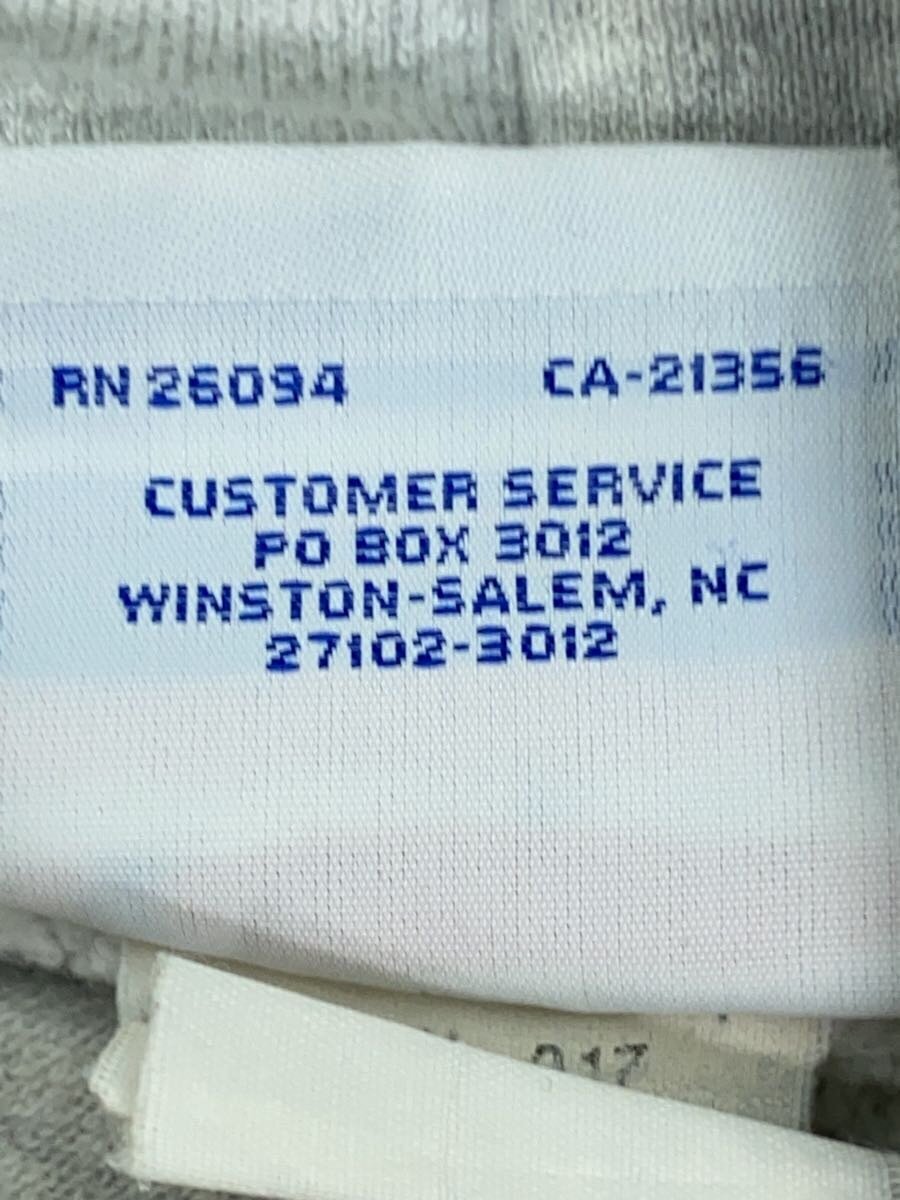 RN 26094 CA-21356
CUSTOMER SERVICE
PO BOX 3012
WINSTON-SALEM, NC
27102-3012